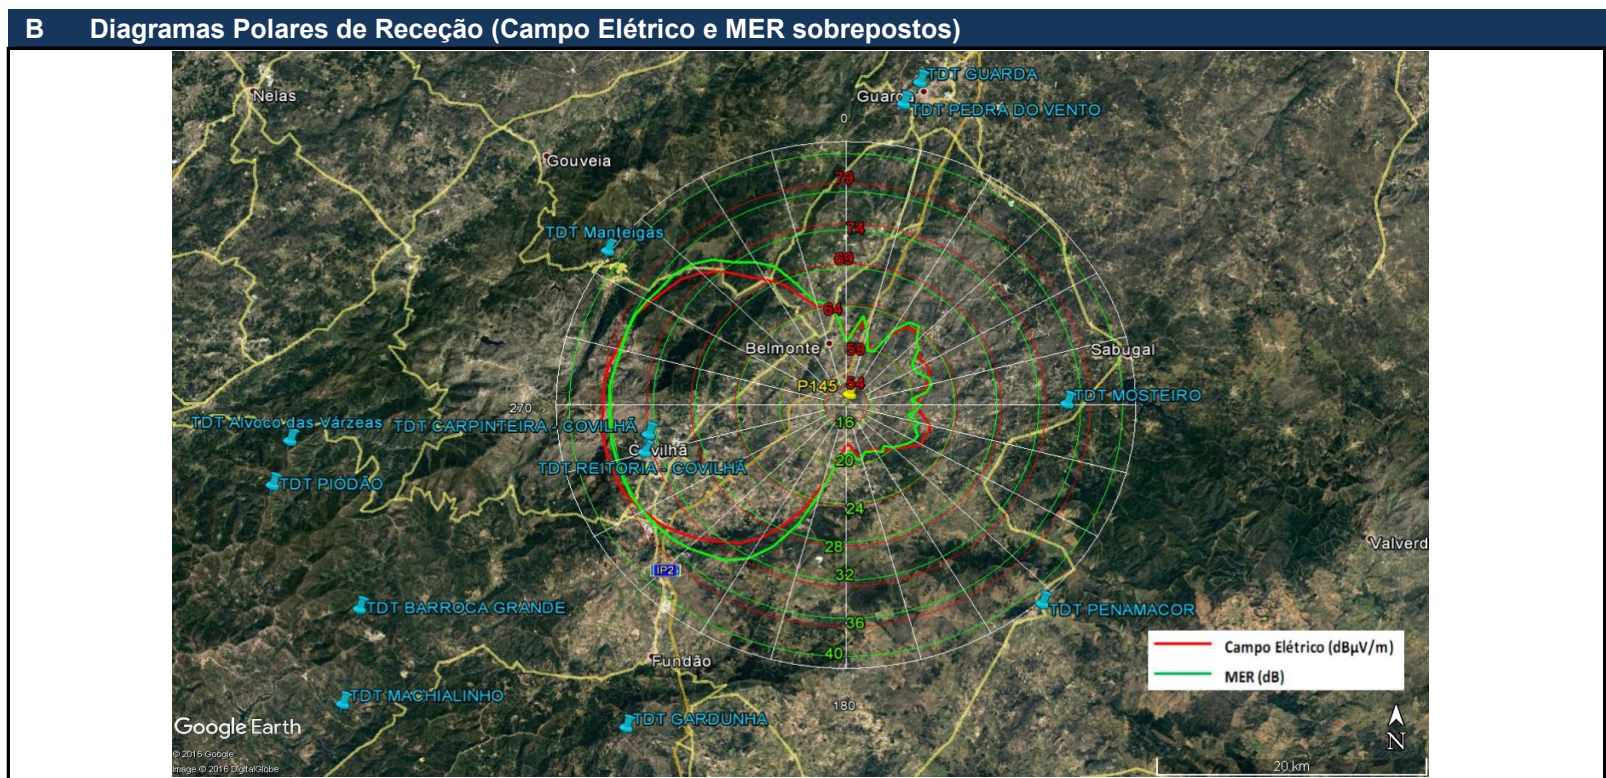 B Diagramas Polares de Receção (Campo Elétrico e MER sobrepostos)
TDT GUARDA
Nelas
Guarda
TDT PEDRA DO VENTO
0
Gouveia
79
TDT Manteigas
74
69
64
Belmonte
59
Sabugal
54
P145
TDT MOSTEIRO
270
16
TDT Alvoco das Várzeas
TDT CARPINTEIRA - COVILHÃ
Covilhã
20
TDT REITORIA - COVILHÃ
TDT PIÓDÃO
24
Valverd
28
IP2
32
TDT BARROCA GRANDE
TDT PENAMACOR
36
40
Campo Elétrico (dBµV/m)
Fundão
MER (dB)
TDT MACHIALINHO
180
TDT GARDUNHA
Google Earth
N
© 2016 Google
Image © 2016 DigitalGlobe
20 km